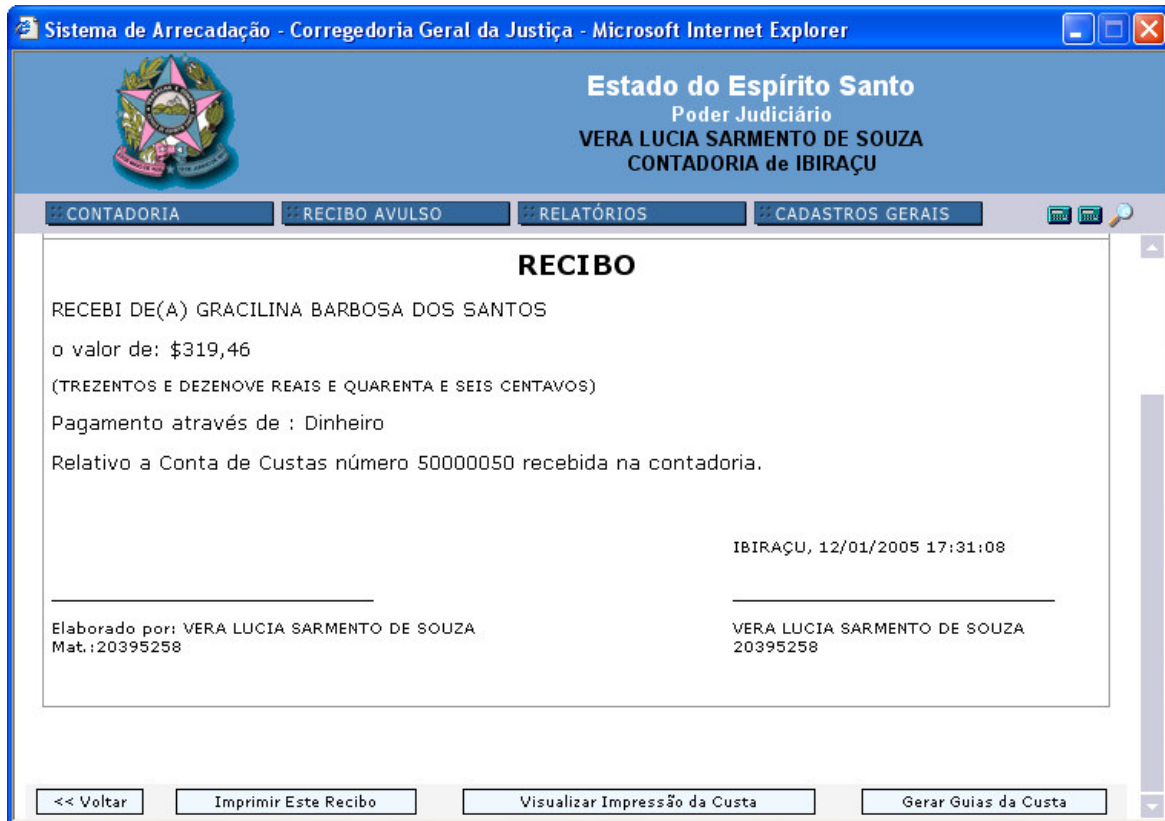 Sistema de Arrecadação - Corregedoria Geral da Justiça - Microsoft Internet Explorer
Estado do Espírito Santo
Poder Judiciário
VERA LUCIA SARMENTO DE SOUZA
CONTADORIA de IBIRAÇU
CONTADORIA RECIBO AVULSO RELATÓRIOS CADASTROS GERAIS
RECIBO
RECEBI DE(A) GRACILINA BARBOSA DOS SANTOS
o valor de: $319,46
(TREZENTOS E DEZENOVE REAIS E QUARENTA E SEIS CENTAVOS)
Pagamento através de : Dinheiro
Relativo a Conta de Custas número 50000050 recebida na contadoria.
IBIRAÇU, 12/01/2005 17:31:08
Elaborado por: VERA LUCIA SARMENTO DE SOUZA VERA LUCIA SARMENTO DE SOUZA
Mat.:20395258 20395258
<< Voltar Imprimir Este Recibo Visualizar Impressão da Custa Gerar Guias da Custa